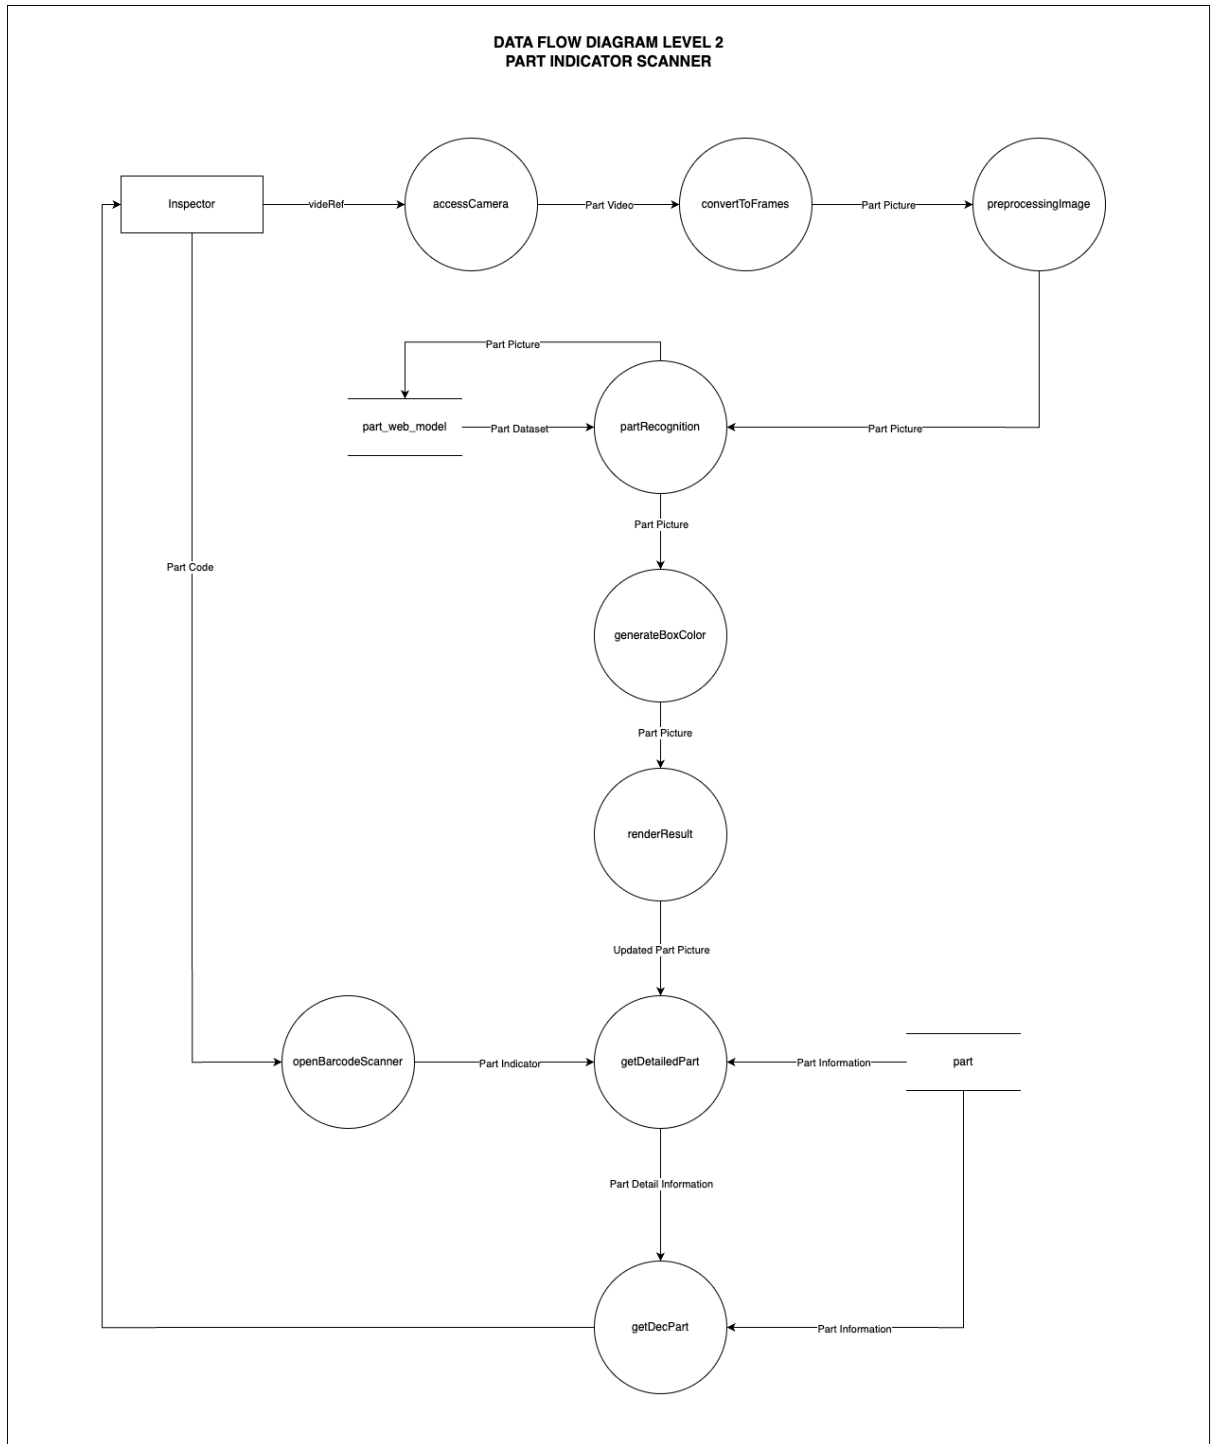 DATA FLOW DIAGRAM LEVEL 2
PART INDICATOR SCANNER
Inspector
videRef
accessCamera
Part Video
convertToFrames
Part Picture
preprocessingImage
Part Picture
part_web_model
Part Dataset
partRecognition
Part Picture
Part Picture
Part Code
generateBoxColor
Part Picture
renderResult
Updated Part Picture
openBarcodeScanner
Part Indicator
getDetailedPart
Part Information
part
Part Detail Information
getDecPart
Part Information